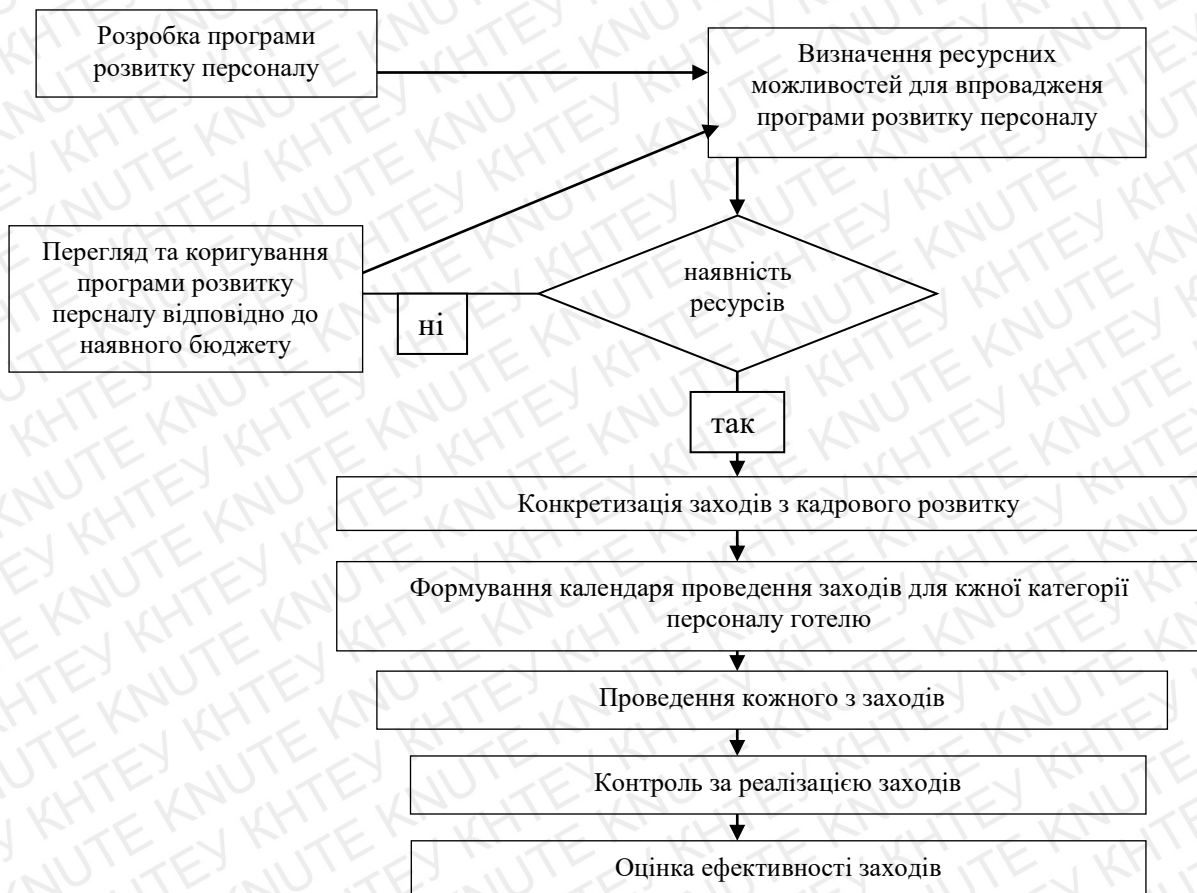 Розробка програми
розвитку персоналу
Визначення ресурсних
можливостей для впровадженя
програми розвитку персоналу
Перегляд та коригування
програми розвитку
персналу відповідно до
наявного бюджету
ні
наявність
ресурсів
так
Конкретизація заходів з кадрового розвитку
Формування календаря проведення заходів для кжної категорії
персоналу готелю
Проведення кожного з заходів
Контроль за реалізацією заходів
Оцінка ефективності заходів